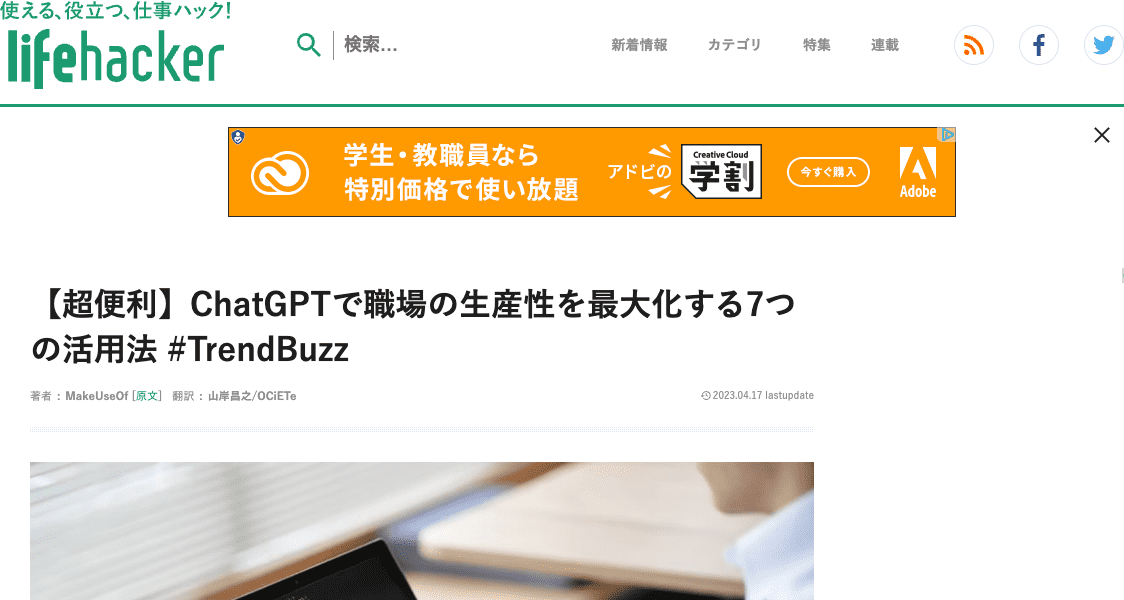 使える、役立つ、仕事ハック!
lifehacker
検索...
新着情報 カテゴリ 特集 連載
学生・教職員なら
特別価格で使い放題
アドビの
Creative Cloud
学割
今すぐ購入
Adobe
【超便利】ChatGPTで職場の生産性を最大化する7つ
の活用法 #TrendBuzz
著者 : MakeUseOf [原文] 翻訳 : 山岸昌之/OCiETe
2023.04.17 lastupdate